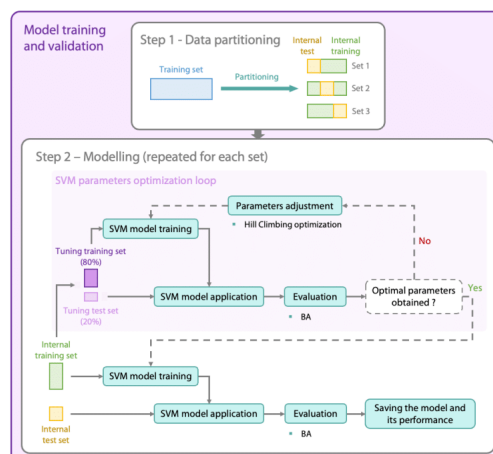 Model training
and validation
Step 1 - Data partitioning
Training set
Partitioning
Internal
test
Internal
training
Set 1
Set 2
Set 3
Step 2 – Modelling (repeated for each set)
SVM parameters optimization loop
Parameters adjustment
• Hill Climbing optimization
SVM model training
No
Tuning training set
(80%)
Tuning test set
(20%)
SVM model application
Evaluation
• BA
Optimal parameters
obtained ?
Yes
Internal
training set
SVM model training
Internal
test set
SVM model application
Evaluation
• BA
Saving the model and
its performance